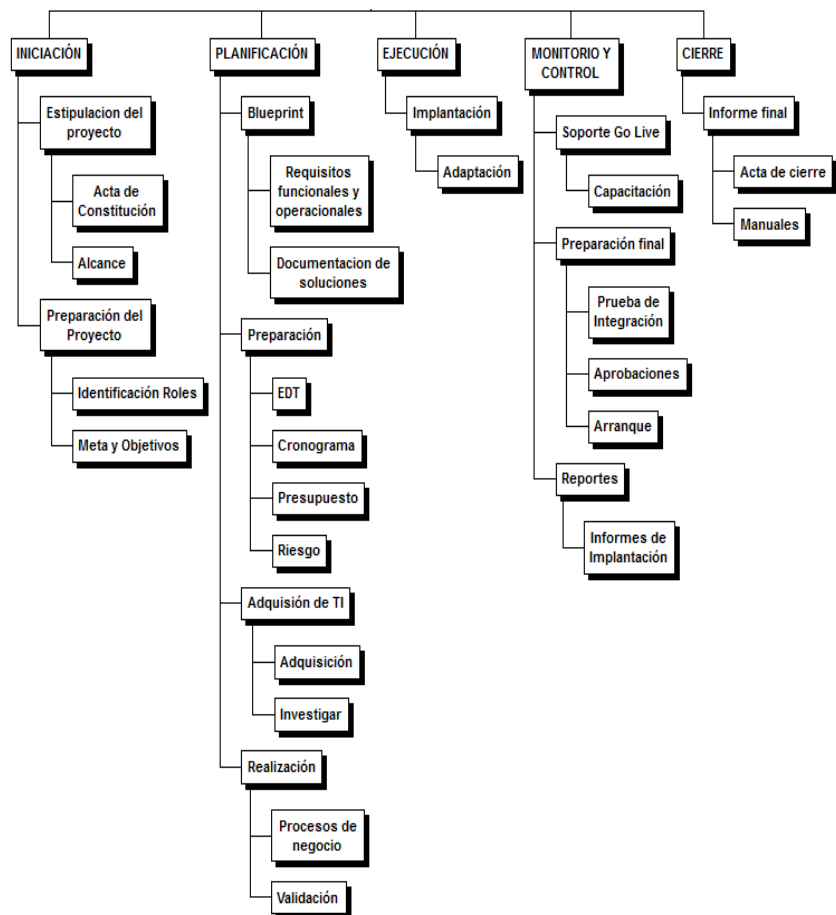 INICIACIÓN
Estipulacion del
proyecto
Acta de
Constitución
Alcance
Preparación del
Proyecto
Identificación Roles
Meta y Objetivos
PLANIFICACIÓN
Blueprint
Requisitos
funcionales y
operacionales
Documentacion de
soluciones
Preparación
EDT
Cronograma
Presupuesto
Riesgo
Adquisión de TI
Adquisición
Investigar
Realización
Procesos de
negocio
Validación
EJECUCIÓN
Implantación
Adaptación
MONITORIO Y
CONTROL
Soporte Go Live
Capacitación
Preparación final
Prueba de
Integración
Aprobaciones
Arranque
Reportes
Informes de
Implantación
CIERRE
Informe final
Acta de cierre
Manuales